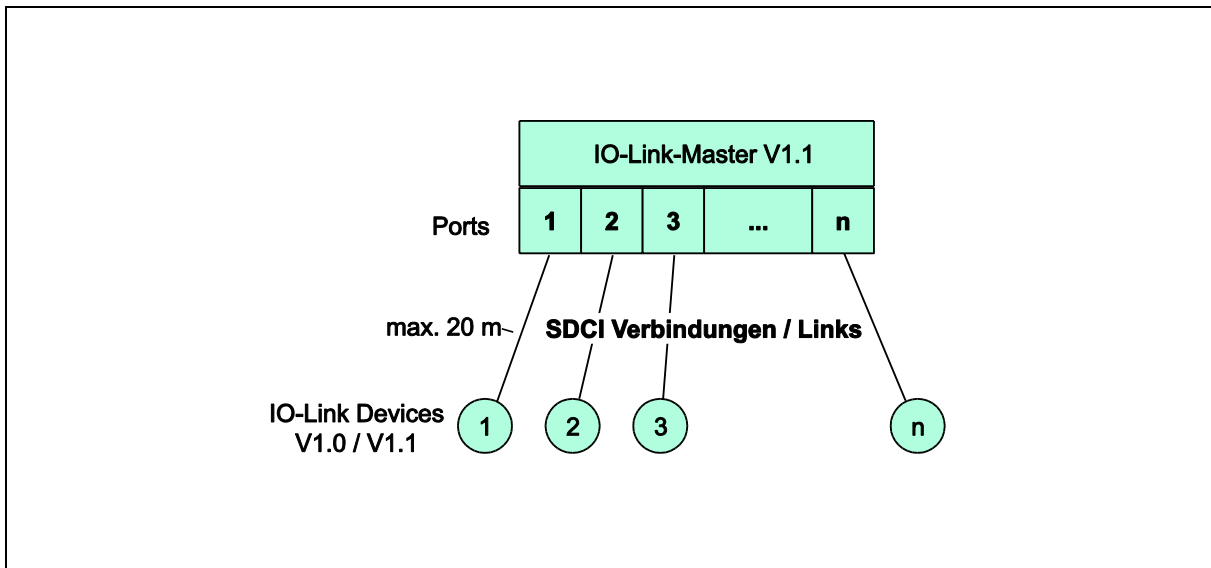 IO-Link-Master V1.1
Ports
1
2
3
...
n
max. 20 m
SDCI Verbindungen / Links
IO-Link Devices
V1.0 / V1.1
1
2
3
n